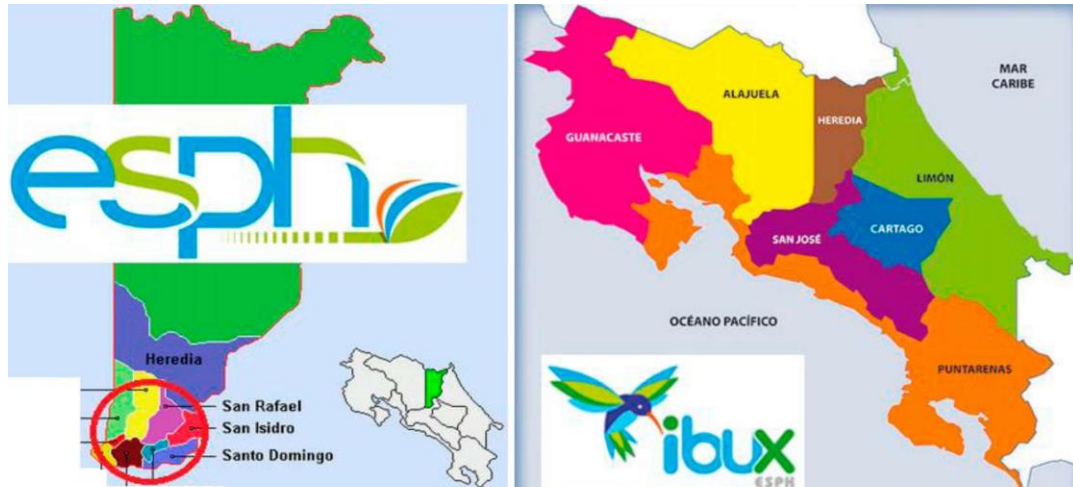 esph
Heredia
San Rafael
San Isidro
Santo Domingo
MAR
CARIBE
ALAJUELA
HEREDIA
GUANACASTE
LIMÓN
SAN JOSÉ
CARTAGO
OCÉANO PACÍFICO
PUNTARENAS
ibux
ESPH